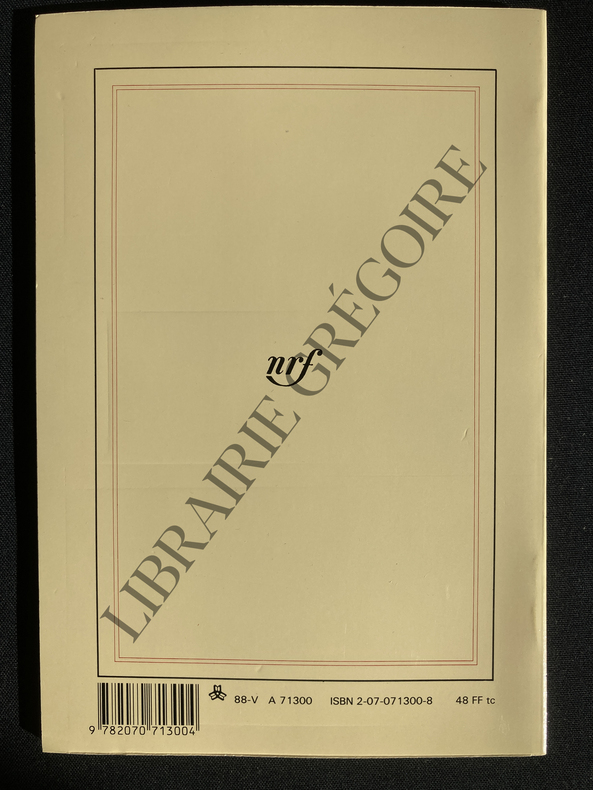 LIBRAIRIE GRÉGOIRE
nrf
88-V A 71300 ISBN 2-07-071300-8 48 FF tc
9 782070 713004